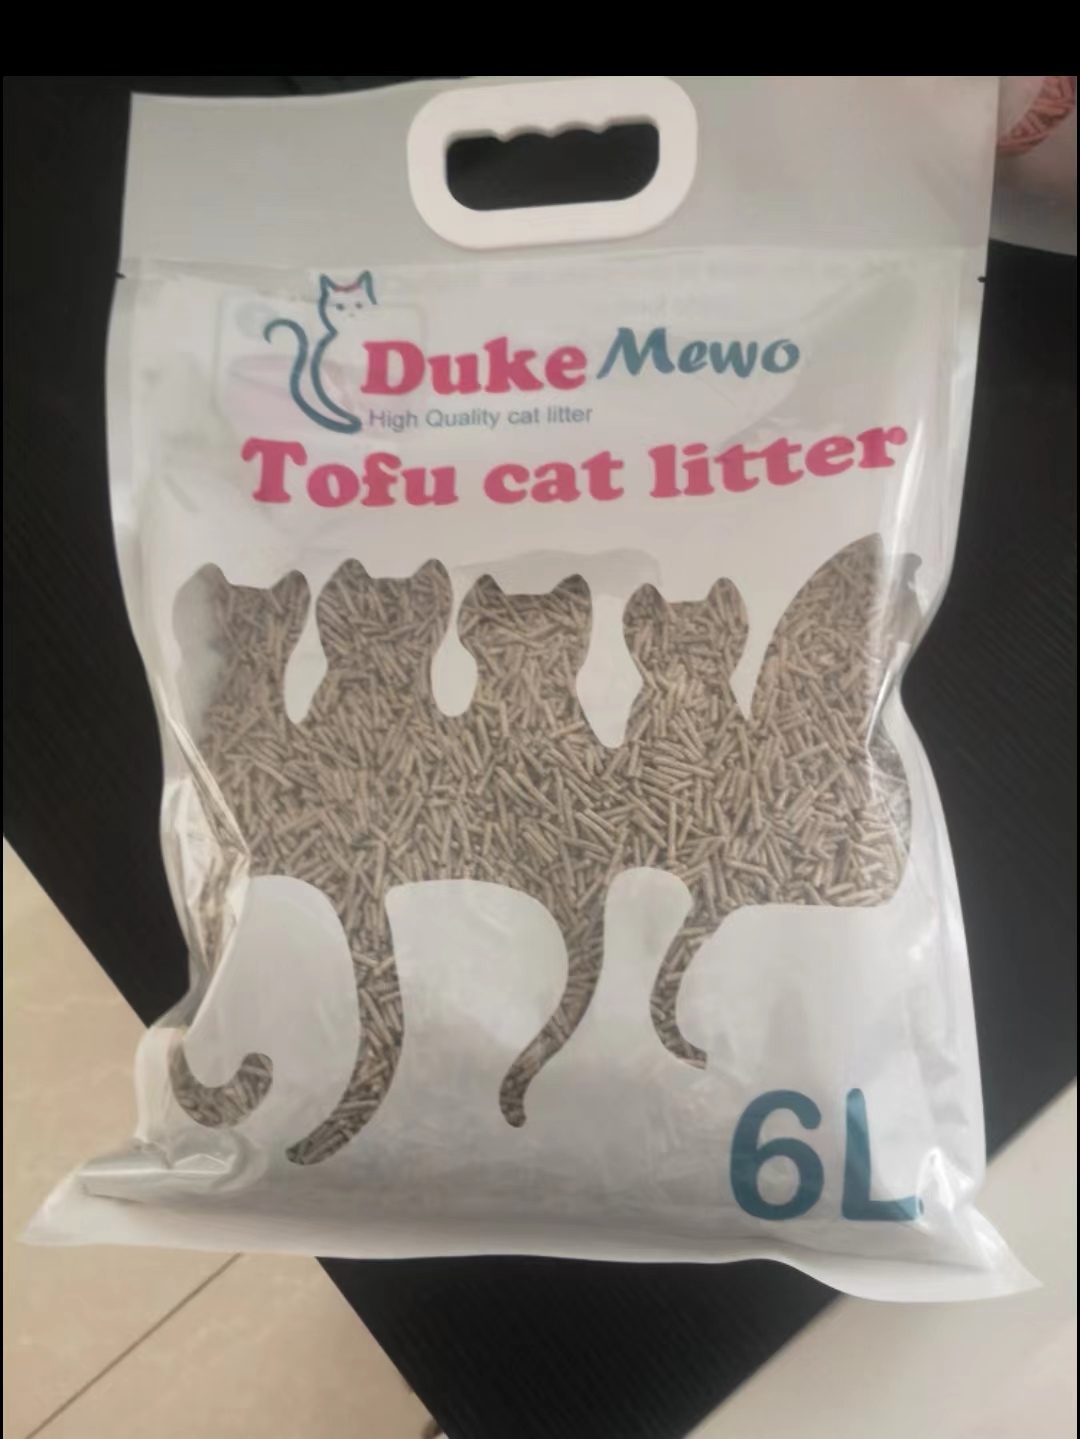 Duke Mewo
High Quality cat litter
Tofu cat litter
6L